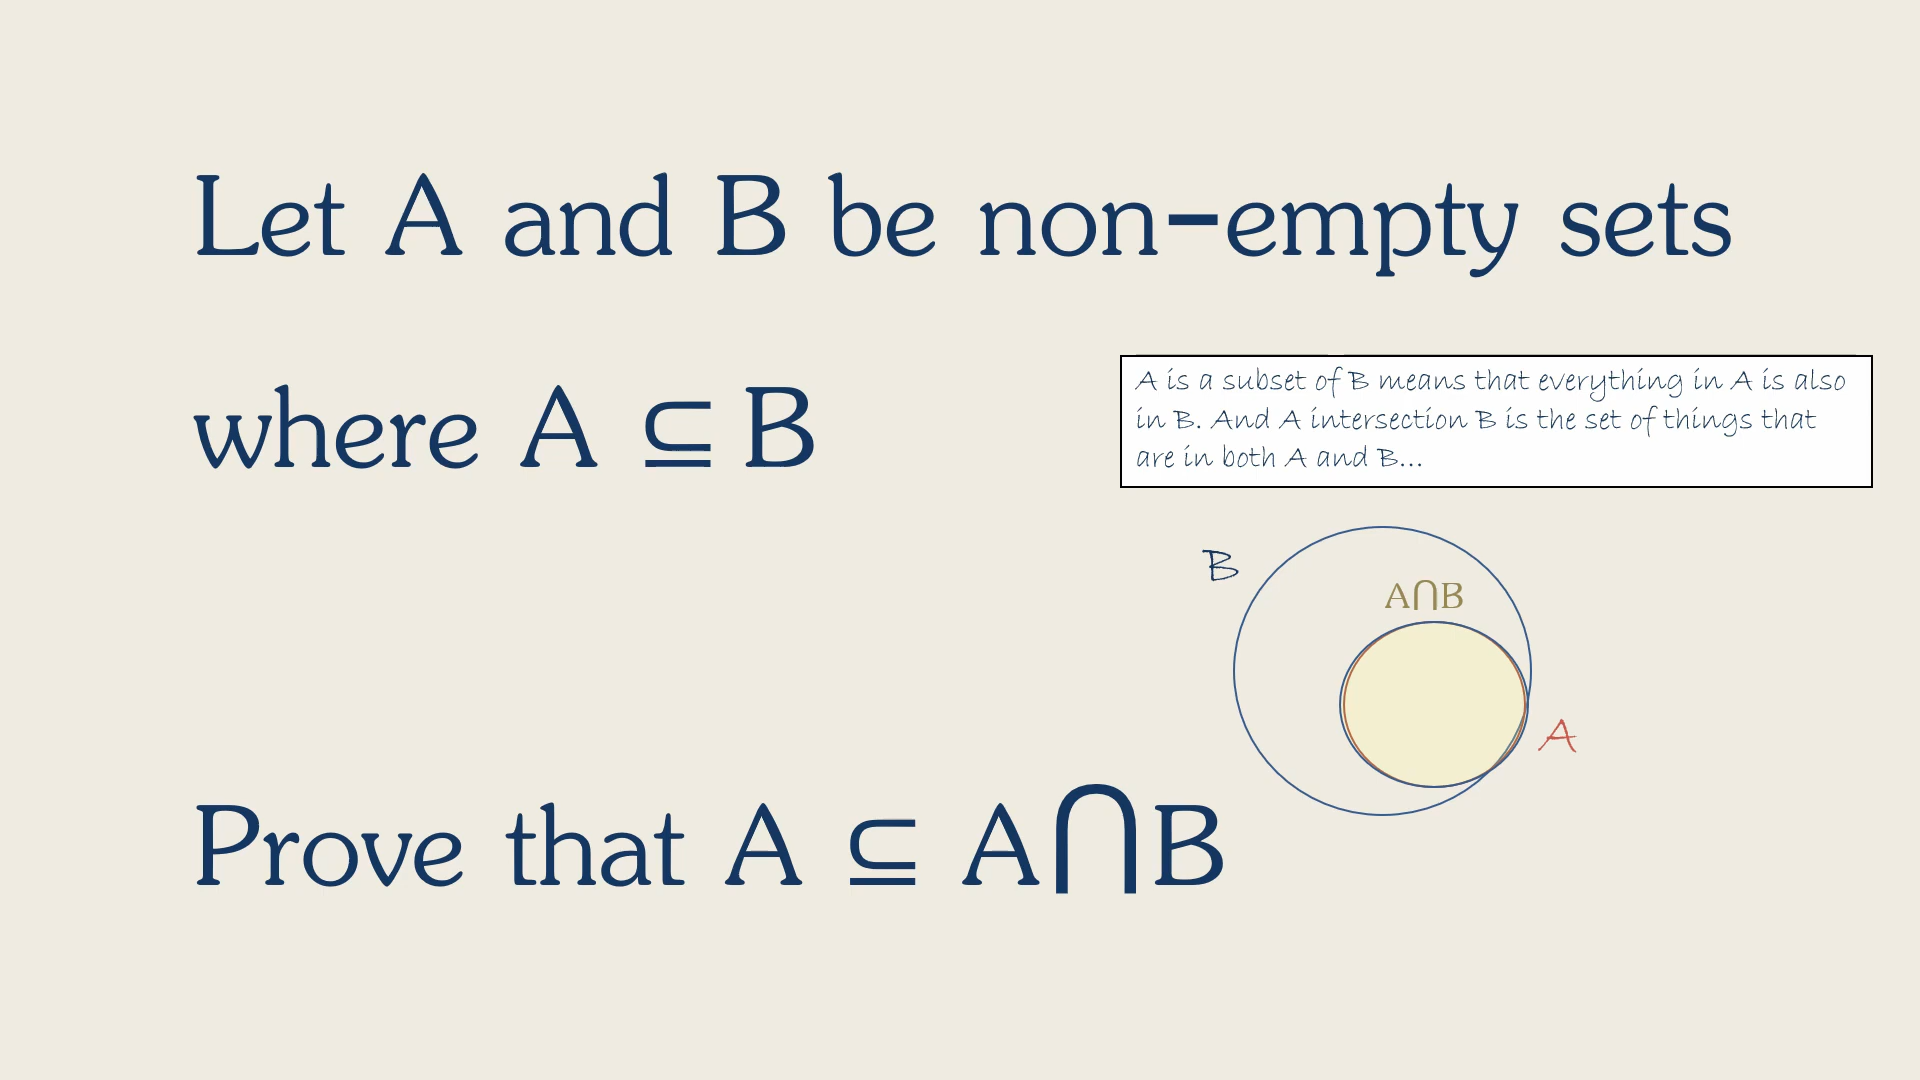 Let A and B be non-empty sets
where A ⊆ B
A is a subset of B means that everything in A is also
in B. And A intersection B is the set of things that
are in both A and B...
B
A⋂B
A
Prove that A ⊆ A⋂B